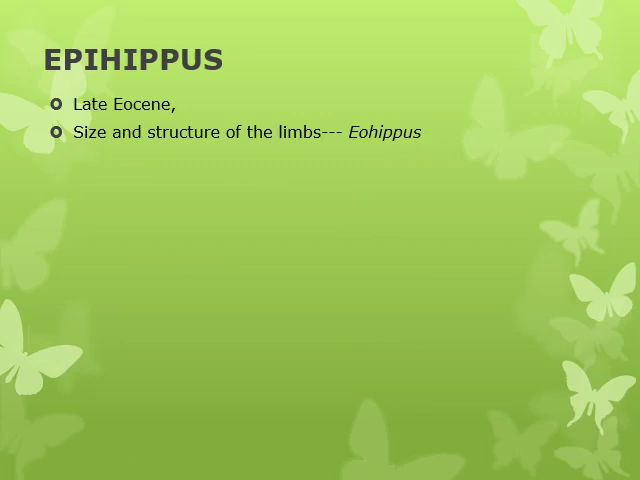 EPIHIPPUS
Late Eocene,
Size and structure of the limbs--- Eohippus